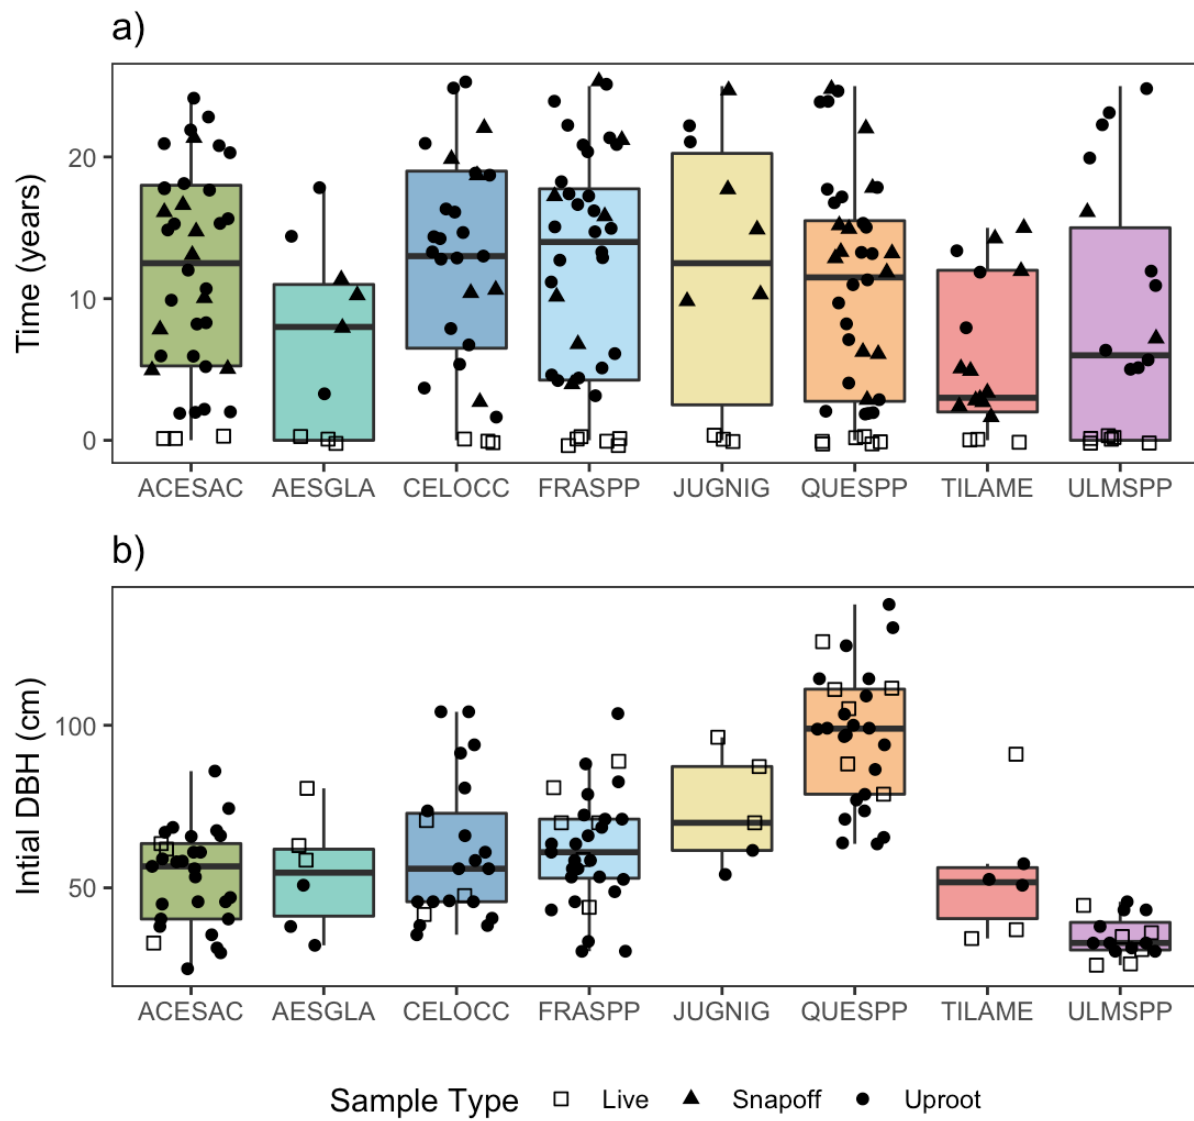 a)
Time (years)
20
10
0
ACESAC AESGLA CELOCC FRASPP JUGNIG QUESPP TILAME ULMSPP
b)
Intial DBH (cm)
100
50
ACESAC AESGLA CELOCC FRASPP JUGNIG QUESPP TILAME ULMSPP
Sample Type Live Snapoff Uproot